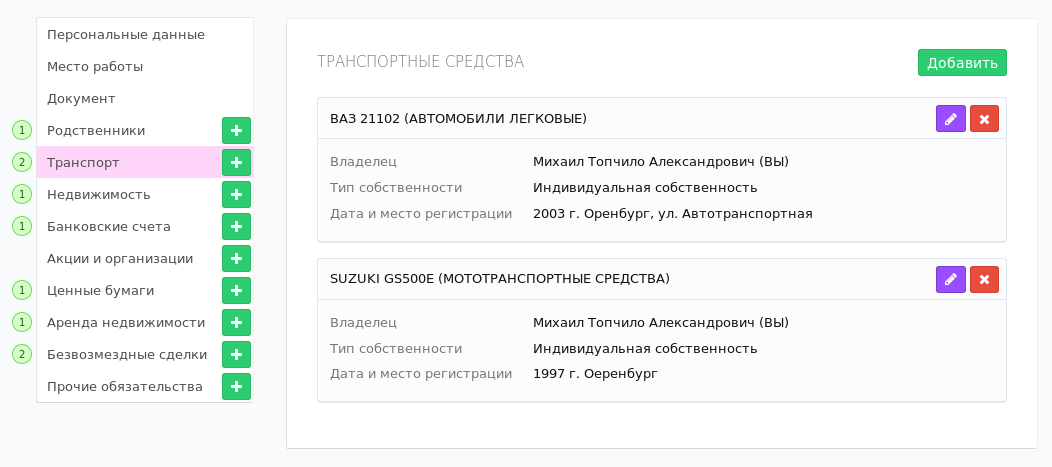 Персональные данные
Место работы
Документ
1 Родственники
2 Транспорт
1 Недвижимость
1 Банковские счета
Акции и организации
1 Ценные бумаги
1 Аренда недвижимости
2 Безвозмездные сделки
Прочие обязательства
ТРАНСПОРТНЫЕ СРЕДСТВА
Добавить
ВАЗ 21102 (АВТОМОБИЛИ ЛЕГКОВЫЕ)
Владелец Михаил Топчило Александрович (ВЫ)
Тип собственности Индивидуальная собственность
Дата и место регистрации 2003 г. Оренбург, ул. Автотранспортная
SUZUKI GS500E (МОТОТРАНСПОРТНЫЕ СРЕДСТВА)
Владелец Михаил Топчило Александрович (ВЫ)
Тип собственности Индивидуальная собственность
Дата и место регистрации 1997 г. Оеренбург